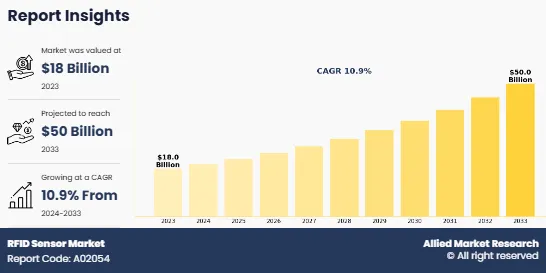 Report Insights
Market was valued at
$18 Billion
2023
Projected to reach
$50 Billion
2033
Growing at a CAGR
10.9% From
2024-2033
CAGR 10.9%
$18.0
Billion
$50.0
Billion
2023 2024 2025 2026 2027 2028 2029 2030 2031 2032 2033
RFID Sensor Market
Report Code: A02054
Allied Market Research
© All right reserved